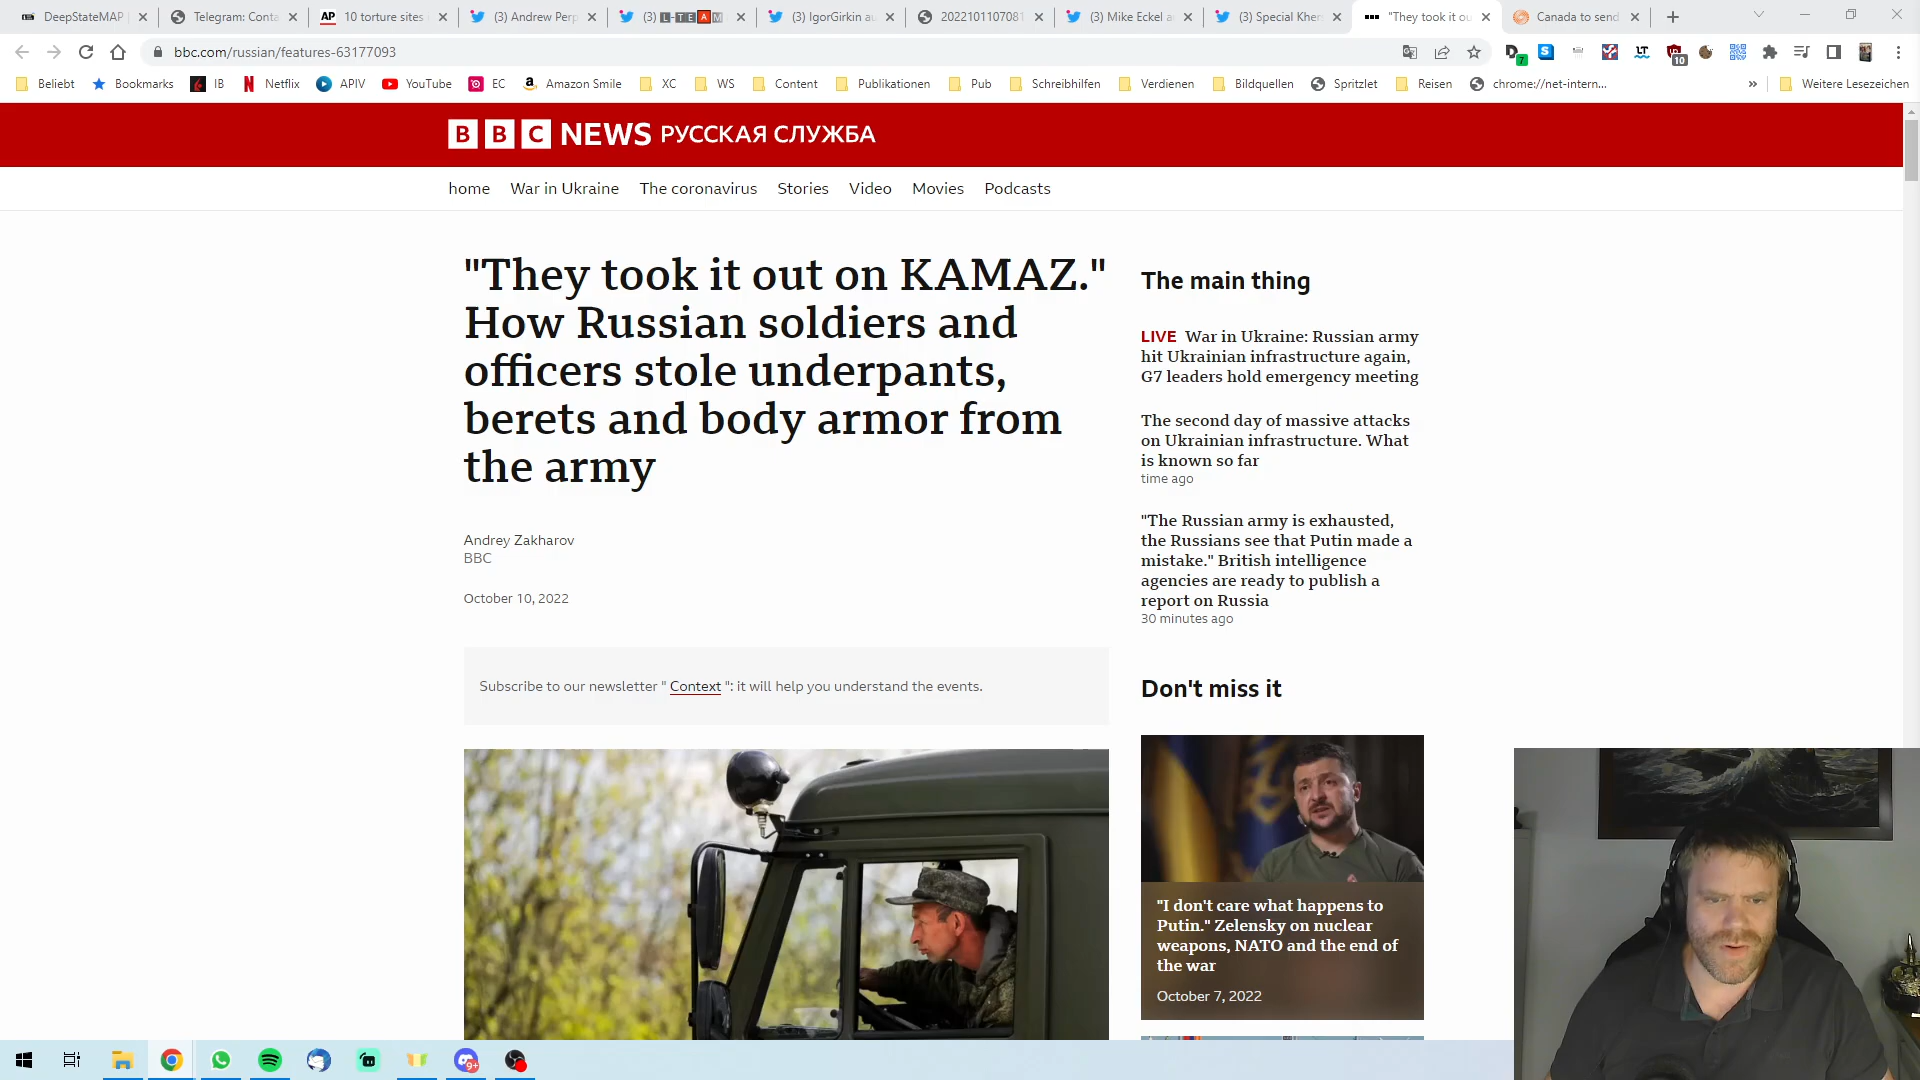 DeepStateMAP
Telegram: Conta
AP 10 torture sites
(3) Andrew Perp
(3) L-TEAM
(3) IgorGirkin au
2022101107081
(3) Mike Eckel a
(3) Special Kher
"They took it ou
Canada to send
bbc.com/russian/features-63177093
7
10
Beliebt
Bookmarks
IB
Netflix
APIV
YouTube
EC
Amazon Smile
XC
WS
Content
Publikationen
Pub
Schreibhilfen
Verdienen
Bildquellen
Spritzlet
Reisen
chrome://net-intern...
»
Weitere Lesezeichen
BBC NEWS РУССКАЯ СЛУЖБА
home War in Ukraine The coronavirus Stories Video Movies Podcasts
"They took it out on KAMAZ."
How Russian soldiers and
officers stole underpants,
berets and body armor from
the army
Andrey Zakharov
BBC
October 10, 2022
Subscribe to our newsletter " Context ": it will help you understand the events.
The main thing
LIVE War in Ukraine: Russian army
hit Ukrainian infrastructure again,
G7 leaders hold emergency meeting
The second day of massive attacks
on Ukrainian infrastructure. What
is known so far
time ago
"The Russian army is exhausted,
the Russians see that Putin made a
mistake." British intelligence
agencies are ready to publish a
report on Russia
30 minutes ago
Don't miss it
"I don't care what happens to
Putin." Zelensky on nuclear
weapons, NATO and the end of
the war
October 7, 2022
9+